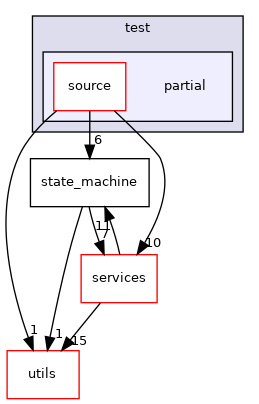 test
source
partial
6
state_machine
11
7
10
services
1
1
15
utils